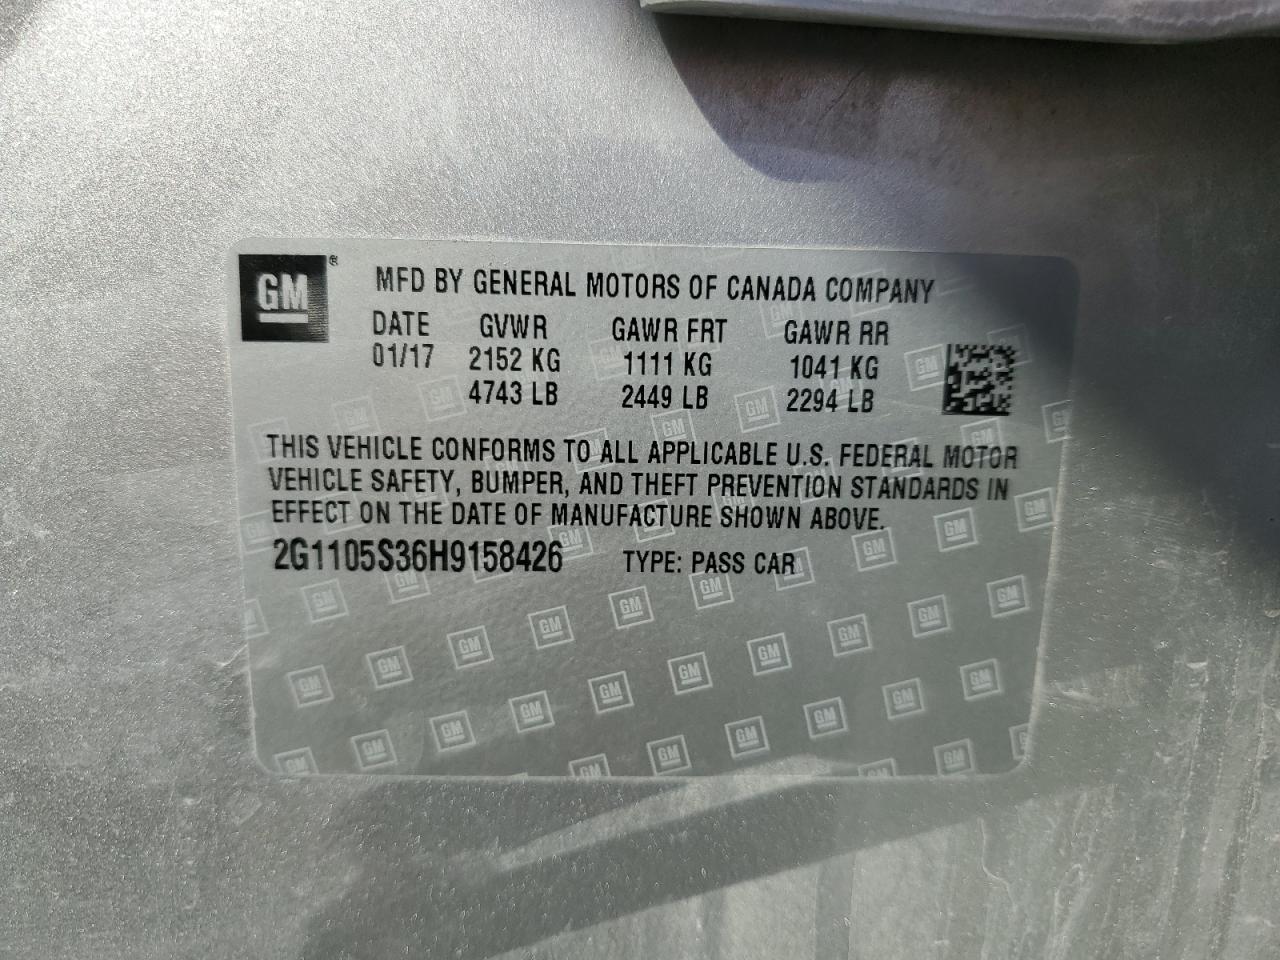 GM®
MFD BY GENERAL MOTORS OF CANADA COMPANY
DATE GVWR GAWR FRT GAWR RR
01/17 2152 KG 1111 KG 1041 KG
4743 LB 2449 LB 2294 LB
THIS VEHICLE CONFORMS TO ALL APPLICABLE U.S. FEDERAL MOTOR
VEHICLE SAFETY, BUMPER, AND THEFT PREVENTION STANDARDS IN
EFFECT ON THE DATE OF MANUFACTURE SHOWN ABOVE.
2G1105S36H9158426 TYPE: PASS CAR